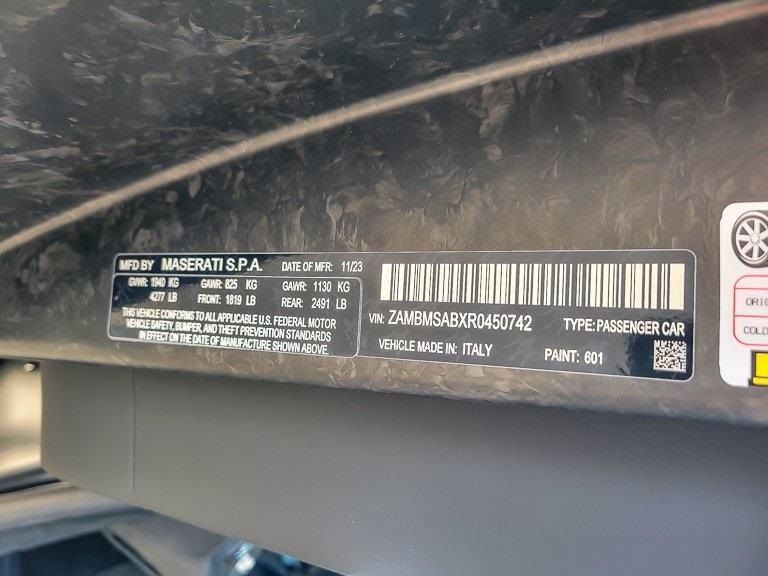 MFD BY MASERATI S.P.A. DATE OF MFR: 11/23
GVWR: 1940 KG GAWR: 825 KG GAWR: 1130 KG
4277 LB FRONT: 1819 LB REAR: 2491 LB
THIS VEHICLE CONFORMS TO ALL APPLICABLE U.S. FEDERAL MOTOR
VEHICLE SAFETY, BUMPER, AND THEFT PREVENTION STANDARDS
IN EFFECT ON THE DATE OF MANUFACTURE SHOWN ABOVE.
VIN: ZAMBMSABXR0450742 TYPE: PASSENGER CAR
VEHICLE MADE IN: ITALY PAINT: 601
COLD